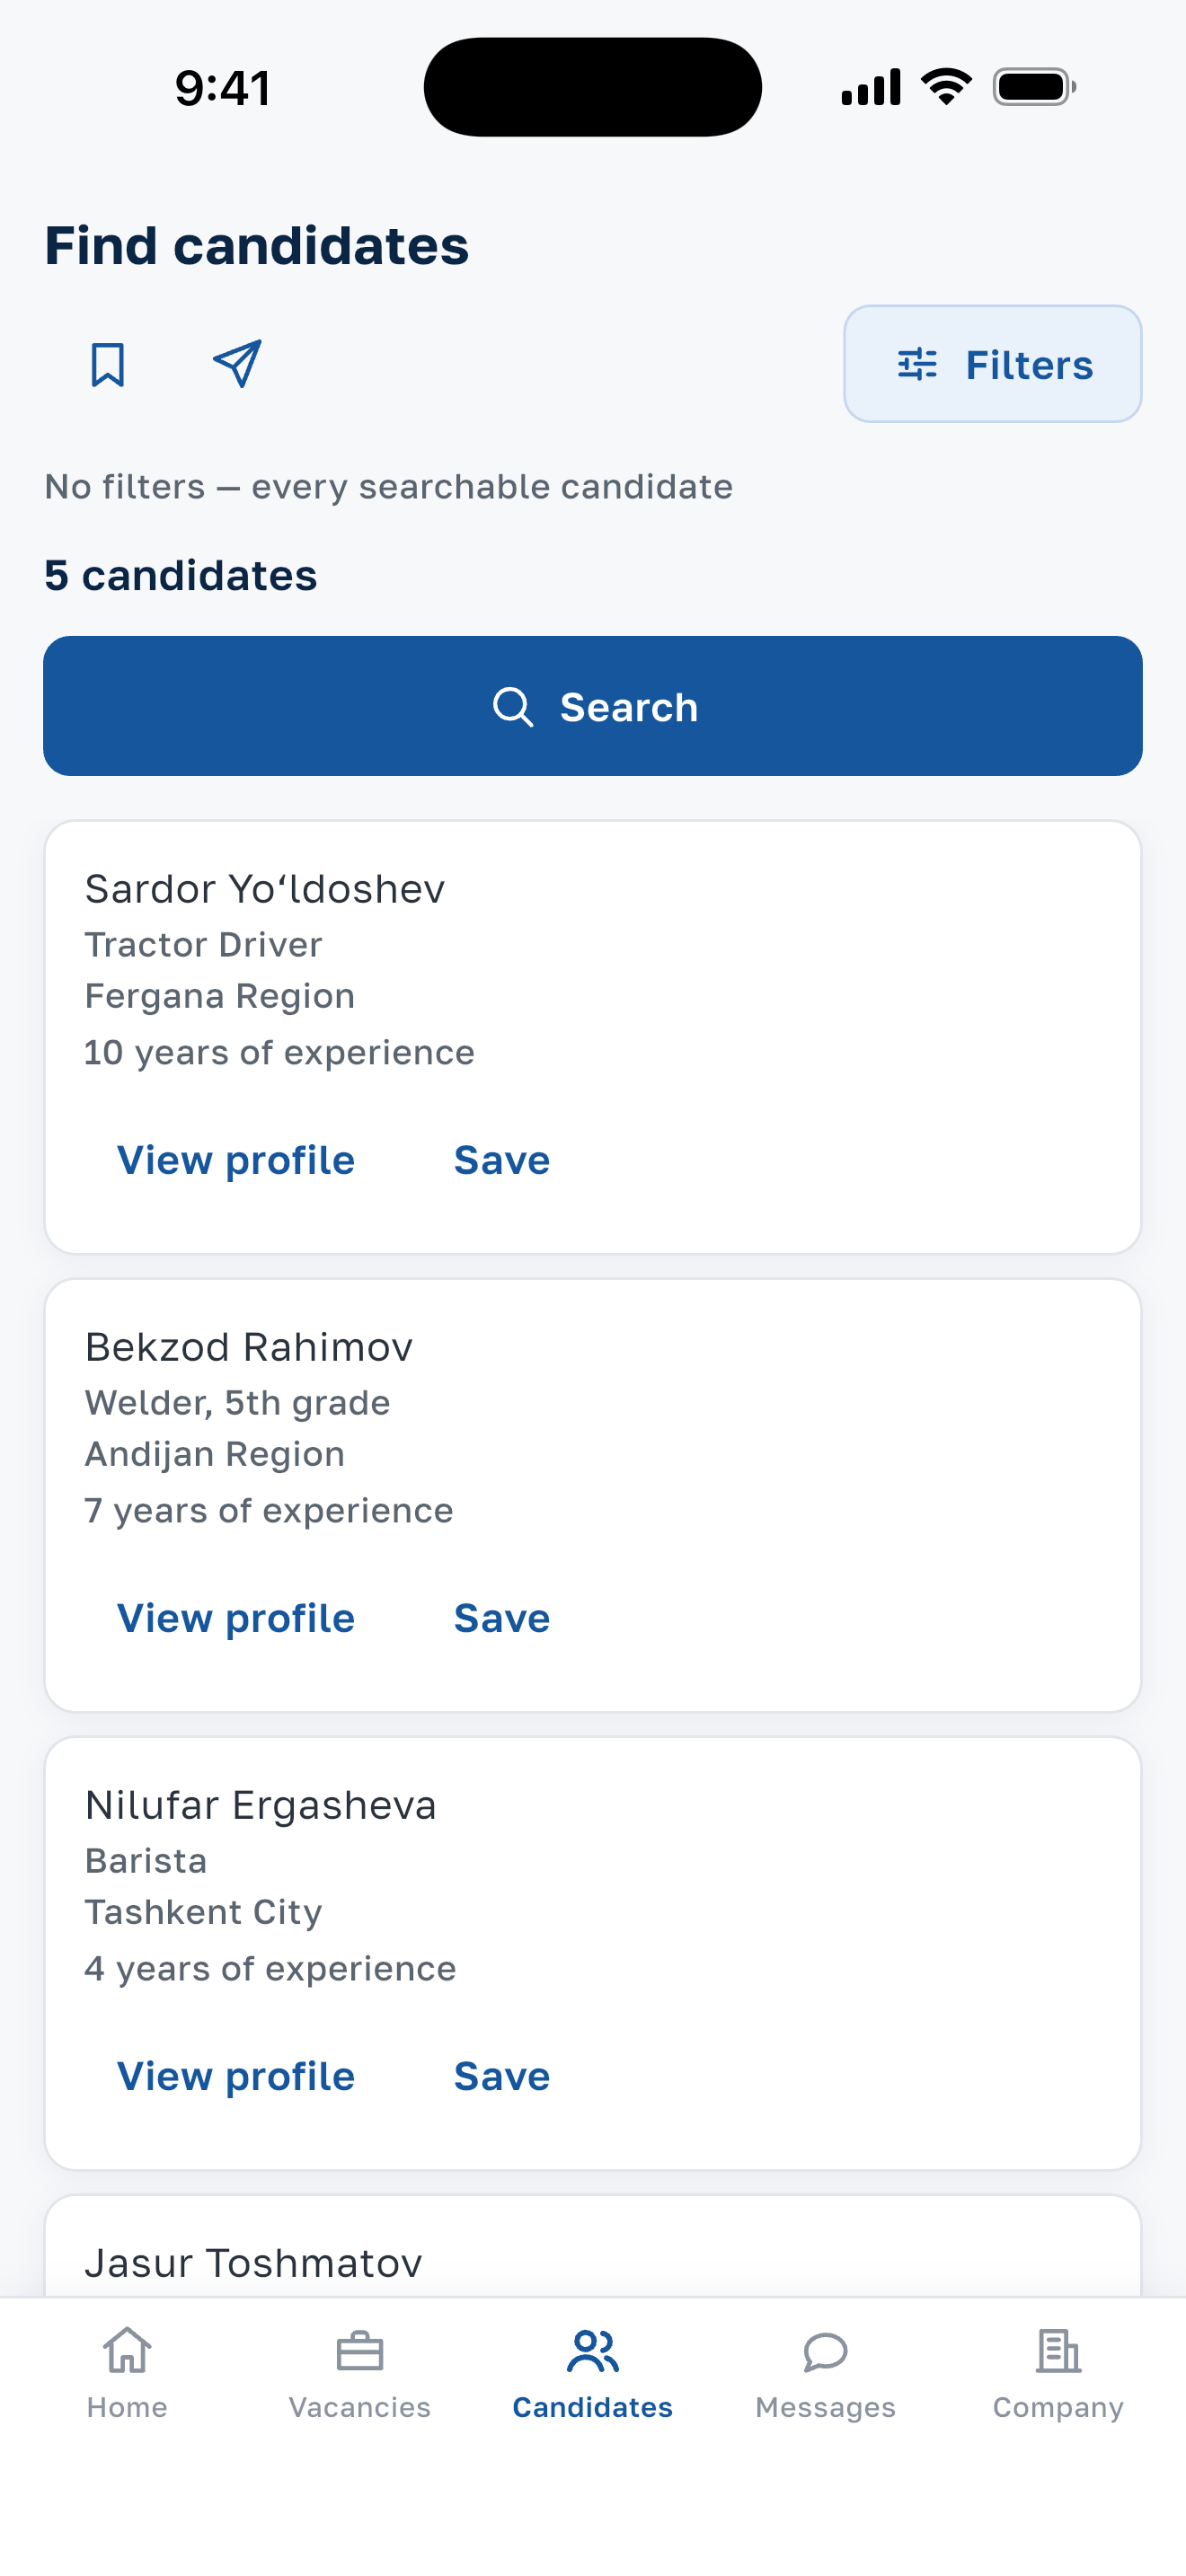 9:41
Find candidates
Filters
No filters — every searchable candidate
5 candidates
Search
Sardor Yo‘ldoshev
Tractor Driver
Fergana Region
10 years of experience
View profile Save
Bekzod Rahimov
Welder, 5th grade
Andijan Region
7 years of experience
View profile Save
Nilufar Ergasheva
Barista
Tashkent City
4 years of experience
View profile Save
Jasur Toshmatov
Home Vacancies Candidates Messages Company